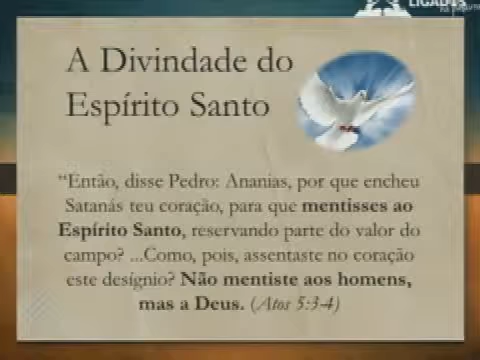 LIGADOS
A Divindade do
Espírito Santo
“Então, disse Pedro: Ananias, por que encheu
Satanás teu coração, para que mentisses ao
Espírito Santo, reservando parte do valor do
campo? ...Como, pois, assentaste no coração
este desígnio? Não mentiste aos homens,
mas a Deus. (Atos 5:3-4)